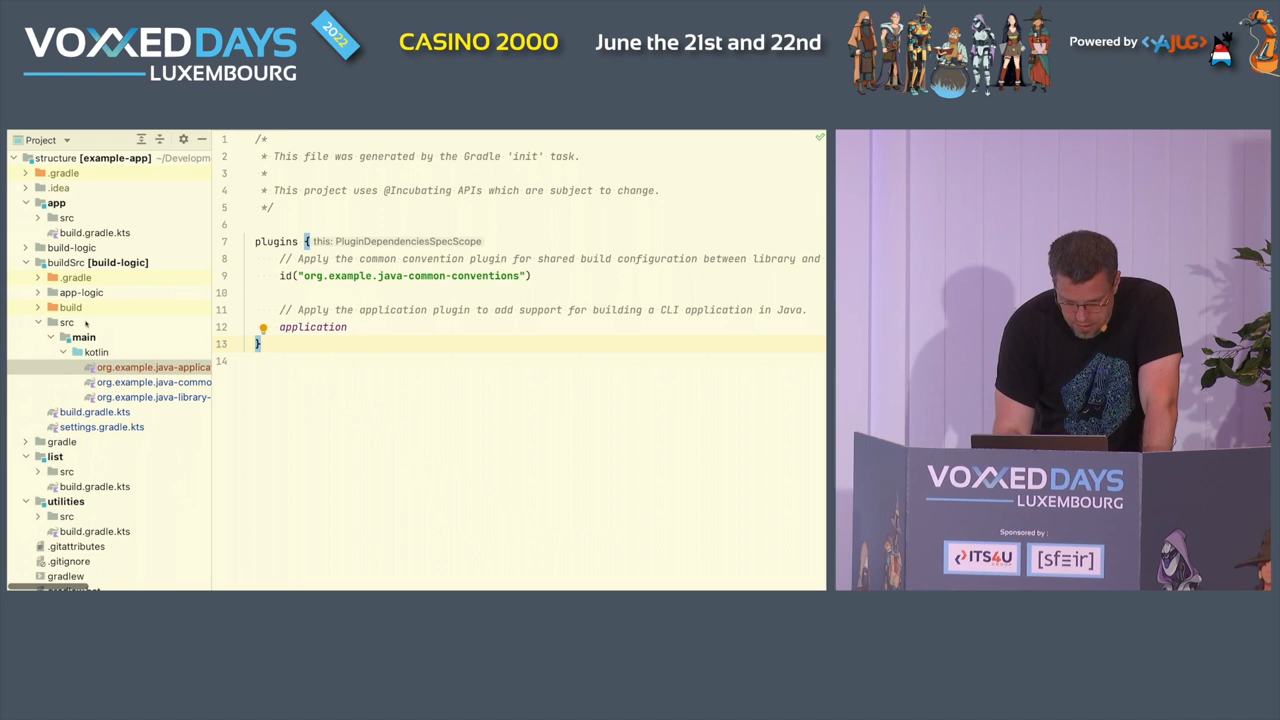 VOXXEDDAYS
LUXEMBOURG
2022
CASINO 2000
June the 21st and 22nd
Powered by <YAJUG>
Project
structure [example-app] ~/Developm
.gradle
.idea
app
src
build.gradle.kts
build-logic
buildSrc [build-logic]
.gradle
app-logic
build
src
main
kotlin
org.example.java-applica
org.example.java-commo
org.example.java-library-
build.gradle.kts
settings.gradle.kts
gradle
list
src
build.gradle.kts
utilities
src
build.gradle.kts
.gitattributes
.gitignore
gradlew
1 /*
2 * This file was generated by the Gradle 'init' task.
3 *
4 * This project uses @Incubating APIs which are subject to change.
5 */
6
7 plugins { this: PluginDependenciesSpecScope
8 // Apply the common convention plugin for shared build configuration between library and
9 id("org.example.java-common-conventions")
10
11 // Apply the application plugin to add support for building a CLI application in Java.
12 application
13 }
14
VOXXEDDAYS
LUXEMBOURG
Sponsored by :
ITS4U
[sfeir]